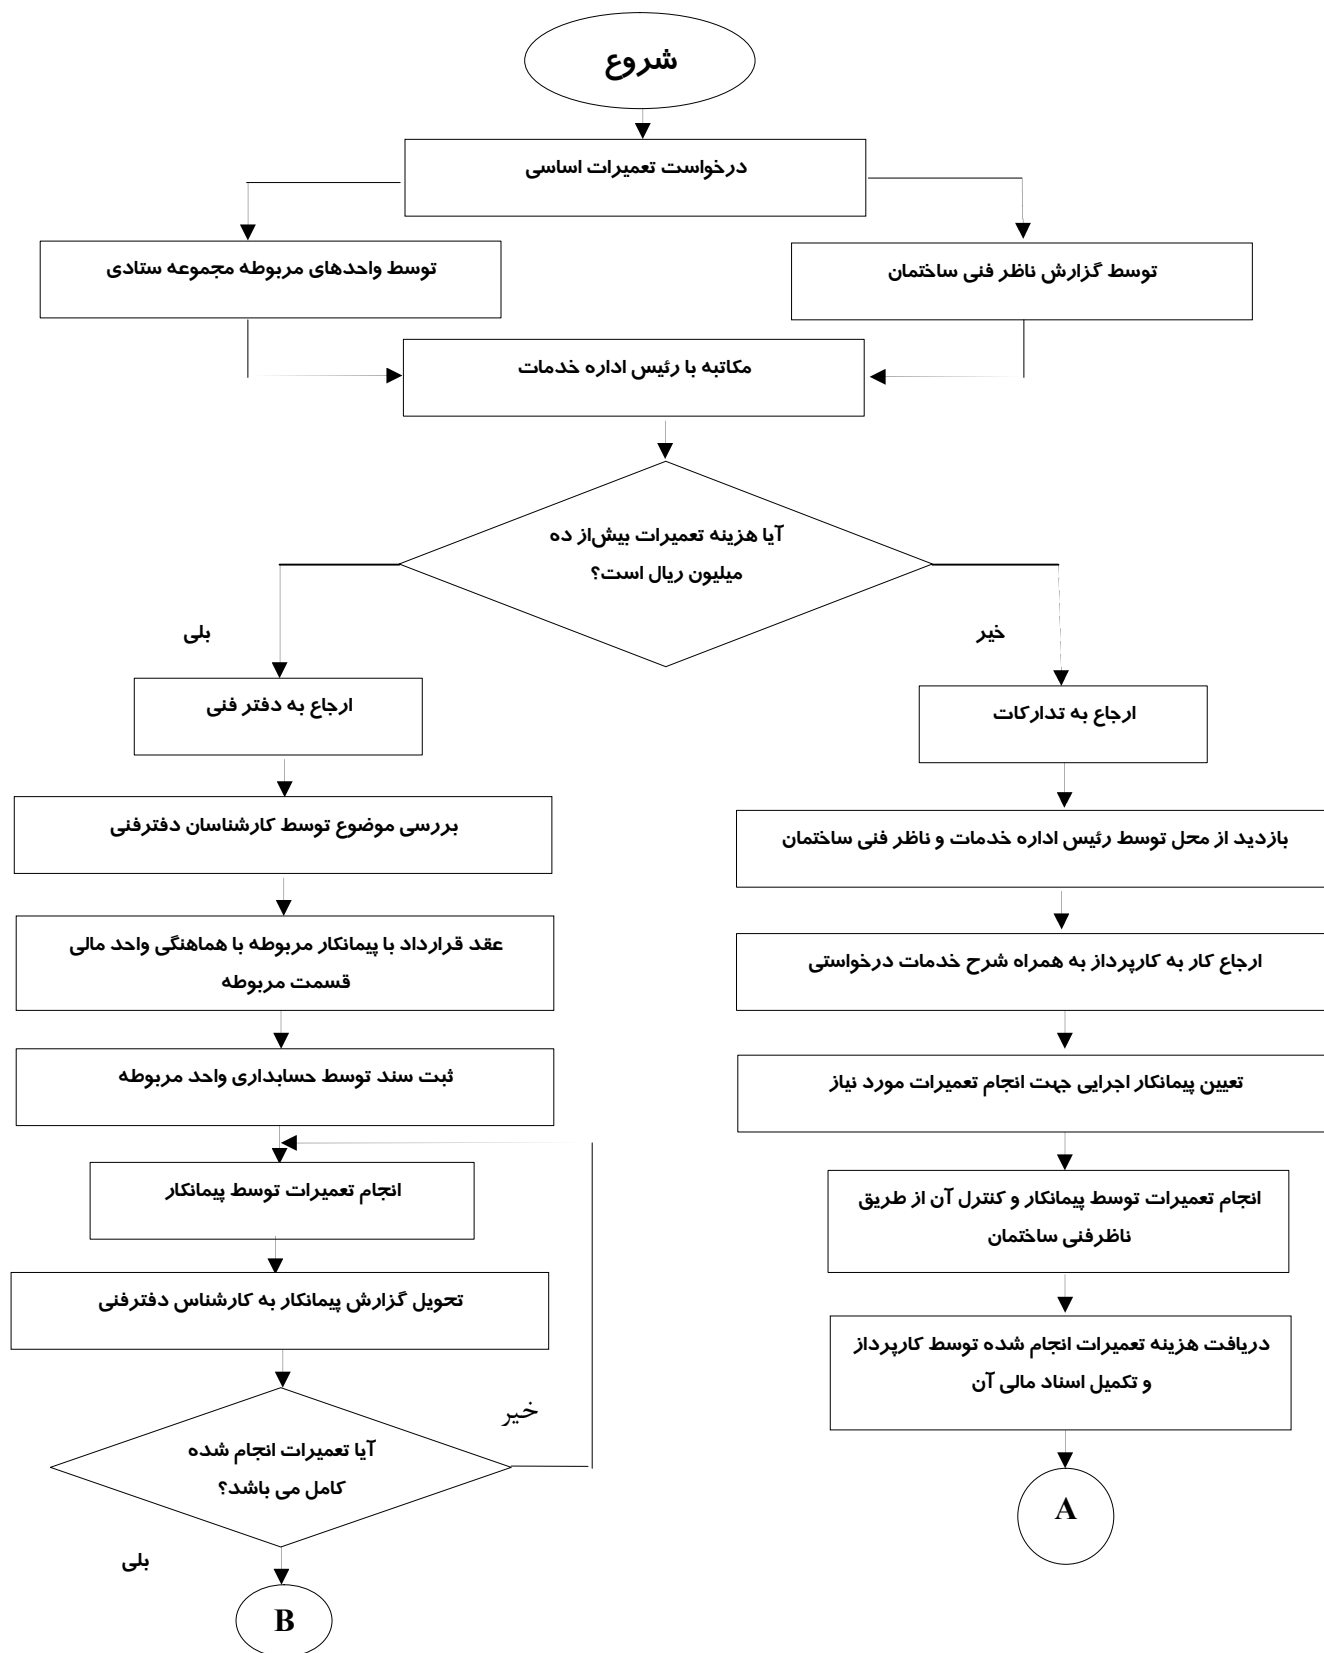 شروع
درخواست تعمیرات اساسی
توسط گزارش ناظر فنی ساختمان
توسط واحدهای مربوطه مجموعه ستادی
مکاتبه با رئیس اداره خدمات
آیا هزینه تعمیرات بیش‌از ده
میلیون ریال است؟
خیر
بلی
ارجاع به تدارکات
بازدید از محل توسط رئیس اداره خدمات و ناظر فنی ساختمان
ارجاع کار به کارپرداز به همراه شرح خدمات درخواستی
تعیین پیمانکار اجرایی جهت انجام تعمیرات مورد نیاز
انجام تعمیرات توسط پیمانکار و کنترل آن از طریق
ناظرفنی ساختمان
دریافت هزینه تعمیرات انجام شده توسط کارپرداز
و تکمیل اسناد مالی آن
A
ارجاع به دفتر فنی
بررسی موضوع توسط کارشناسان دفترفنی
عقد قرارداد با پیمانکار مربوطه با هماهنگی واحد مالی
قسمت مربوطه
ثبت سند توسط حسابداری واحد مربوطه
انجام تعمیرات توسط پیمانکار
تحویل گزارش پیمانکار به کارشناس دفترفنی
خیر
آیا تعمیرات انجام شده
کامل می باشد؟
بلی
B